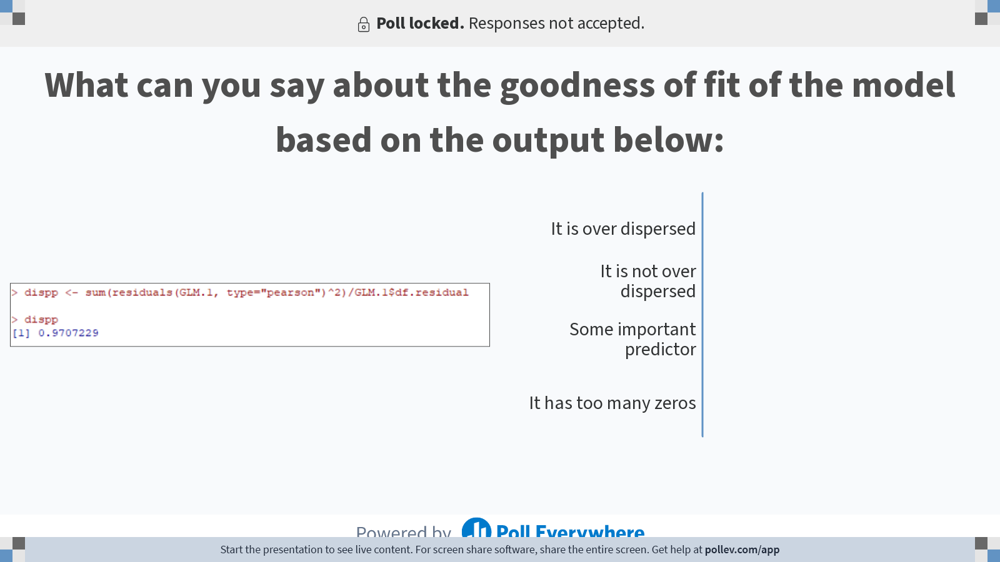 Poll locked. Responses not accepted.
What can you say about the goodness of fit of the model
based on the output below:
> dispp <- sum(residuals(GLM.1, type="pearson")^2)/GLM.1$df.residual
> dispp
[1] 0.9707229
It is over dispersed
It is not over
dispersed
Some important
predictor
It has too many zeros
Powered by Poll Everywhere
Start the presentation to see live content. For screen share software, share the entire screen. Get help at pollev.com/app